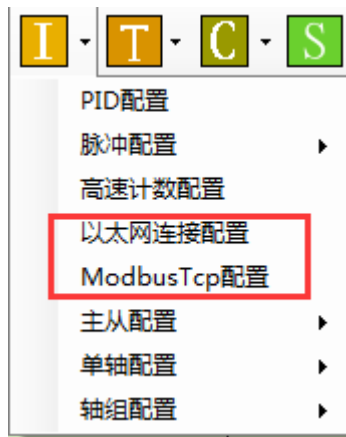 I T C S
PID配置
脉冲配置
高速计数配置
以太网连接配置
ModbusTcp配置
主从配置
单轴配置
轴组配置